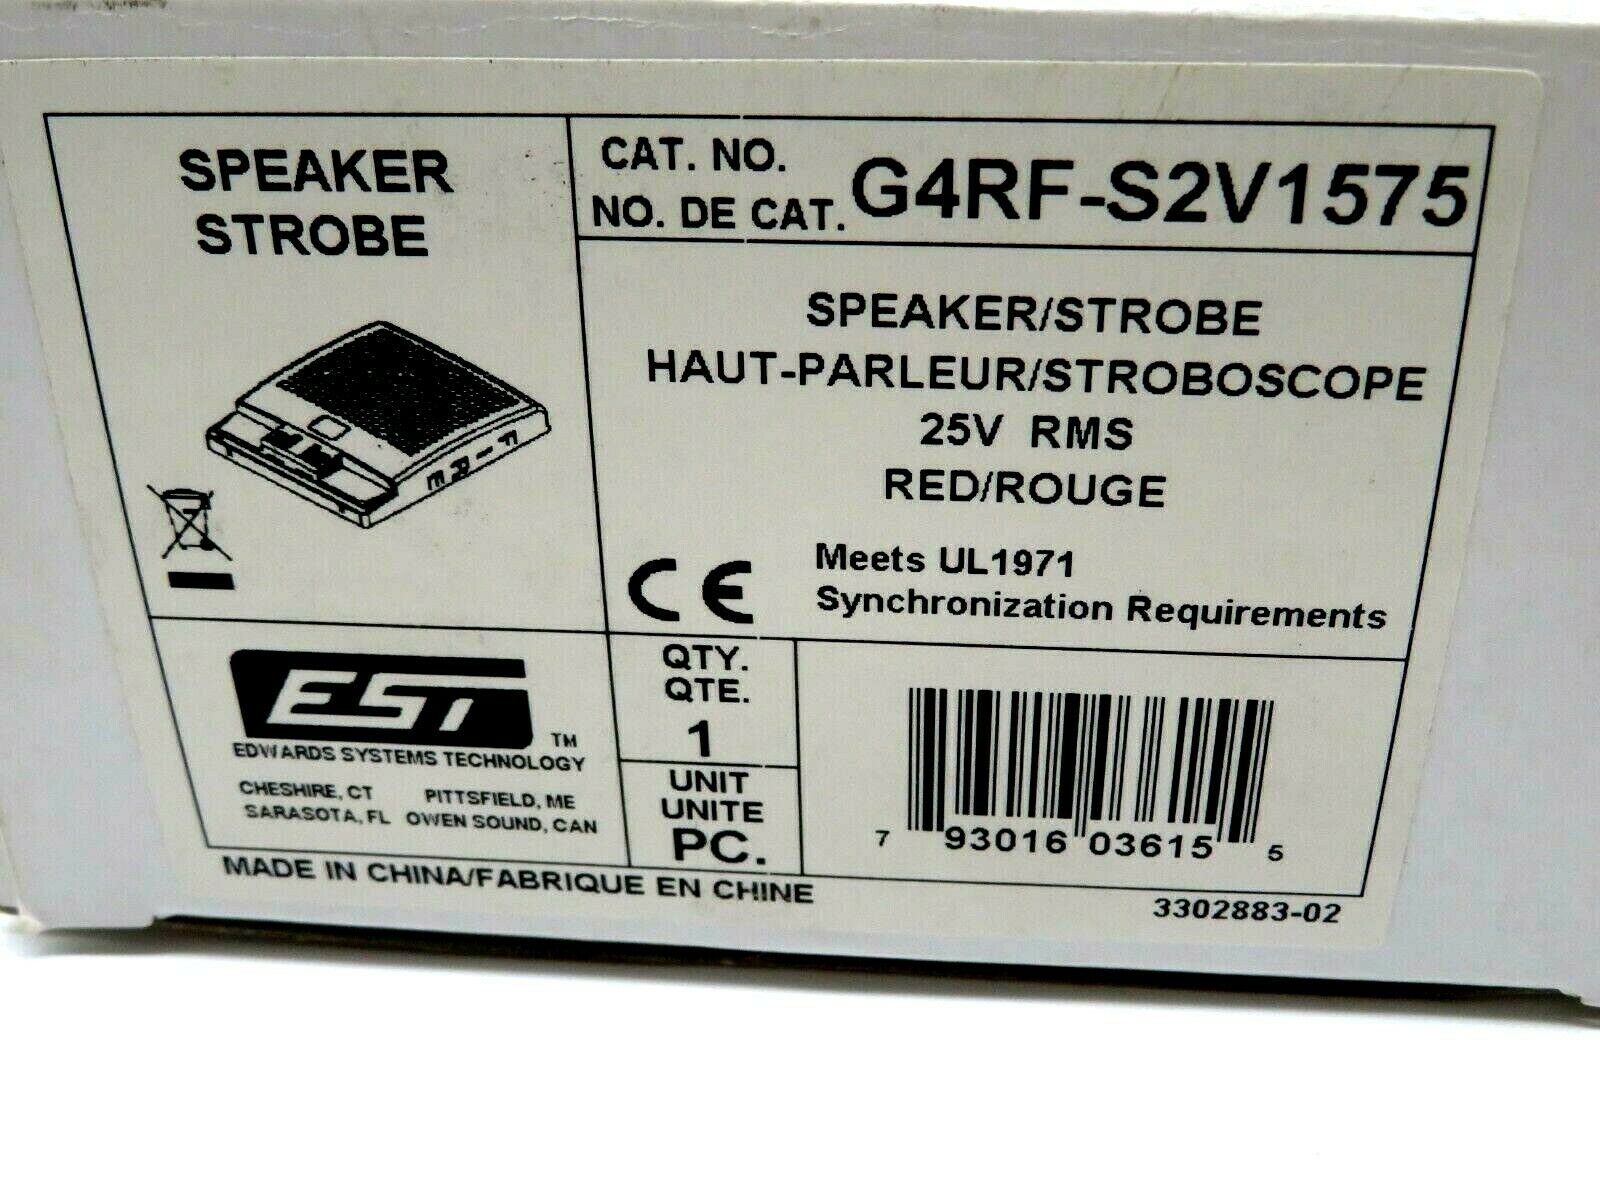 SPEAKER
STROBE
FIRE
CAT. NO.
NO. DE CAT.
G4RF-S2V1575
SPEAKER/STROBE
HAUT-PARLEUR/STROBOSCOPE
25V RMS
RED/ROUGE
CE
Meets UL1971
Synchronization Requirements
EST
TM
EDWARDS SYSTEMS TECHNOLOGY
CHESHIRE, CT PITTSFIELD, ME
SARASOTA, FL OWEN SOUND, CAN
QTY.
QTE.
1
UNIT
UNITE
PC.
7 93016 03615 5
MADE IN CHINA/FABRIQUE EN CHINE
3302883-02